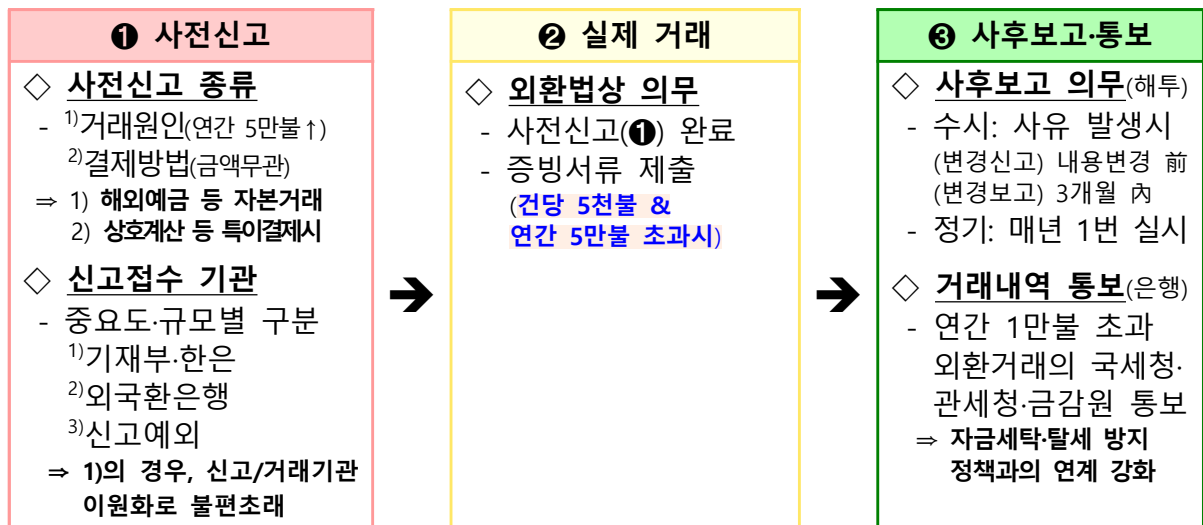 ❶ 사전신고
◇ 사전신고 종류
- 1)거래원인(연간 5만불↑)
2)결제방법(금액무관)
⇒ 1) 해외예금 등 자본거래
2) 상호계산 등 특이결제시
◇ 신고접수 기관
- 중요도·규모별 구분
1)기재부·한은
2)외국환은행
3)신고예외
⇒ 1)의 경우, 신고/거래기관
이원화로 불편초래
➔
❷ 실제 거래
◇ 외환법상 의무
- 사전신고(❶) 완료
- 증빙서류 제출
(건당 5천불 &
연간 5만불 초과시)
➔
❸ 사후보고·통보
◇ 사후보고 의무(해투)
- 수시: 사유 발생시
(변경신고) 내용변경 前
(변경보고) 3개월 內
- 정기: 매년 1번 실시
◇ 거래내역 통보(은행)
- 연간 1만불 초과
외환거래의 국세청·
관세청·금감원 통보
⇒ 자금세탁·탈세 방지
정책과의 연계 강화